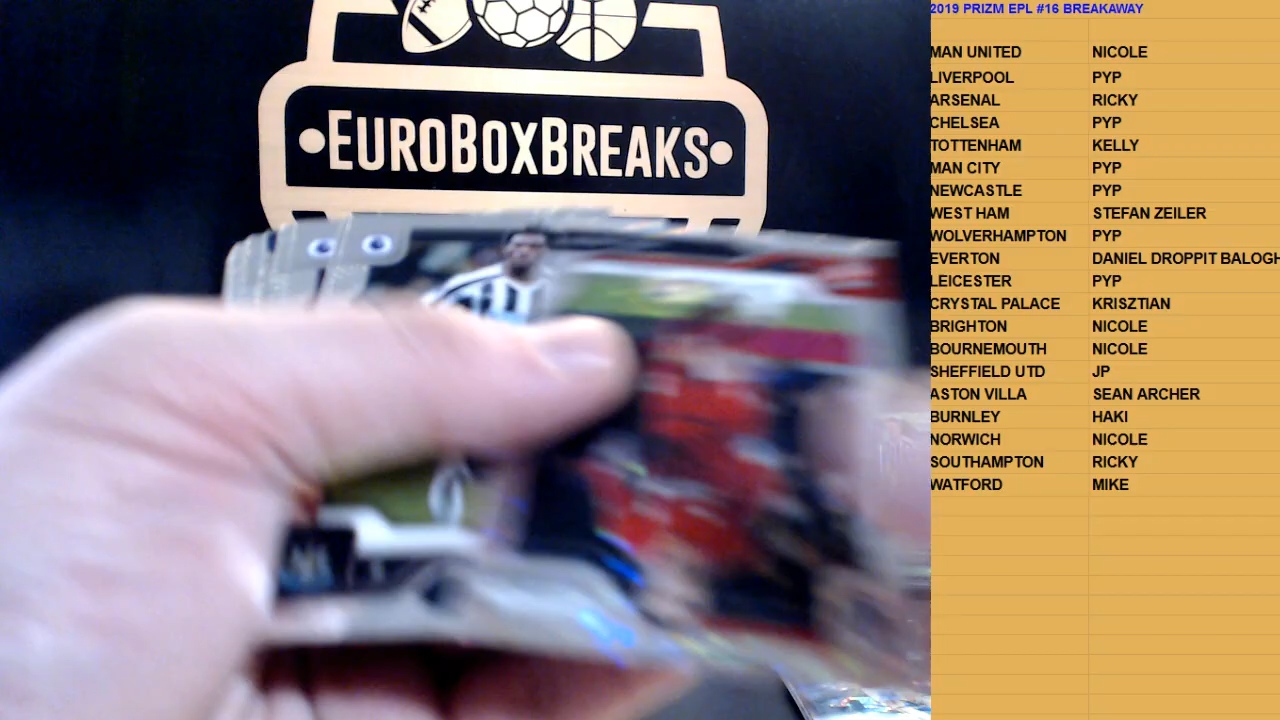 EUROBOXBREAKS
2019 PRIZM EPL #16 BREAKAWAY
MAN UNITED NICOLE
LIVERPOOL PYP
ARSENAL RICKY
CHELSEA PYP
TOTTENHAM KELLY
MAN CITY PYP
NEWCASTLE PYP
WEST HAM STEFAN ZEILER
WOLVERHAMPTON PYP
EVERTON DANIEL DROPPIT BALOGH
LEICESTER PYP
CRYSTAL PALACE KRISZTIAN
BRIGHTON NICOLE
BOURNEMOUTH NICOLE
SHEFFIELD UTD JP
ASTON VILLA SEAN ARCHER
BURNLEY HAKI
NORWICH NICOLE
SOUTHAMPTON RICKY
WATFORD MIKE